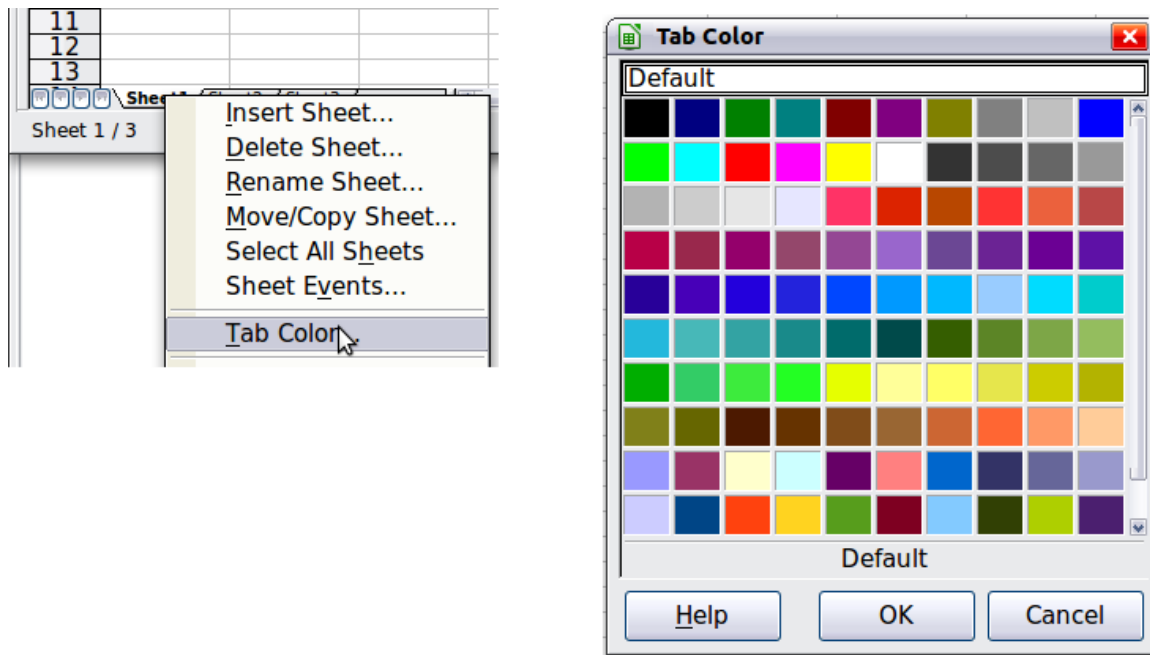 11
12
13
Sheet 1 / 3
Insert Sheet...
Delete Sheet...
Rename Sheet...
Move/Copy Sheet...
Select All Sheets
Sheet Events...
Tab Color
Tab Color
Default
Default
Help
OK
Cancel